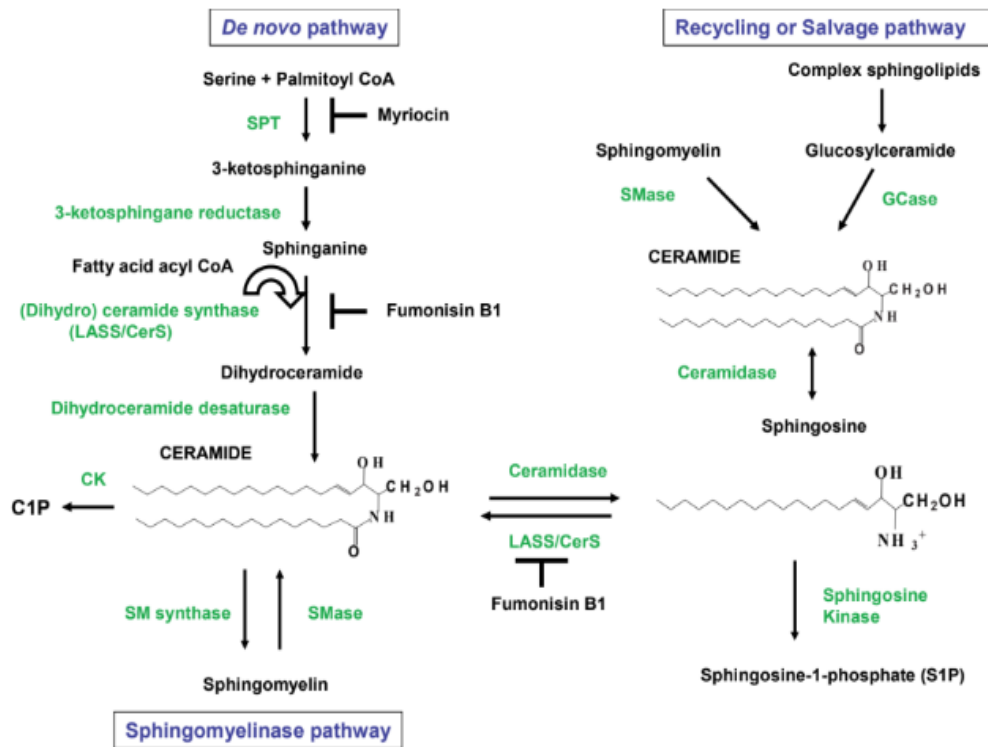 De novo pathway
Serine + Palmitoyl CoA
SPT
Myriocin
3-ketosphinganine
3-ketosphingane reductase
Sphinganine
Fatty acid acyl CoA
(Dihydro) ceramide synthase
(LASS/CerS)
Fumonisin B1
Dihydroceramide
Dihydroceramide desaturase
CERAMIDE
OH
CH2OH
N H
O
CK
C1P
SM synthase
SMase
Sphingomyelin
Sphingomyelinase pathway
Ceramidase
LASS/CerS
Fumonisin B1
Recycling or Salvage pathway
Complex sphingolipids
Sphingomyelin
Glucosylceramide
SMase
GCase
CERAMIDE
OH
CH2OH
N H
O
Ceramidase
Sphingosine
OH
CH2OH
NH3+
Sphingosine
Kinase
Sphingosine-1-phosphate (S1P)